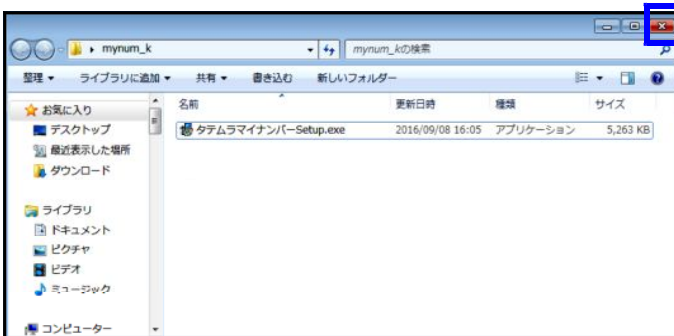 mynum_k
mynum_kの検索
整理 ライブラリに追加 共有 書き込む 新しいフォルダー
お気に入り
デスクトップ
最近表示した場所
ダウンロード
ライブラリ
ドキュメント
ピクチャ
ビデオ
ミュージック
コンピューター
名前 更新日時 種類 サイズ
タテムラマイナンバーSetup.exe 2016/09/08 16:05 アプリケーション 5,263 KB